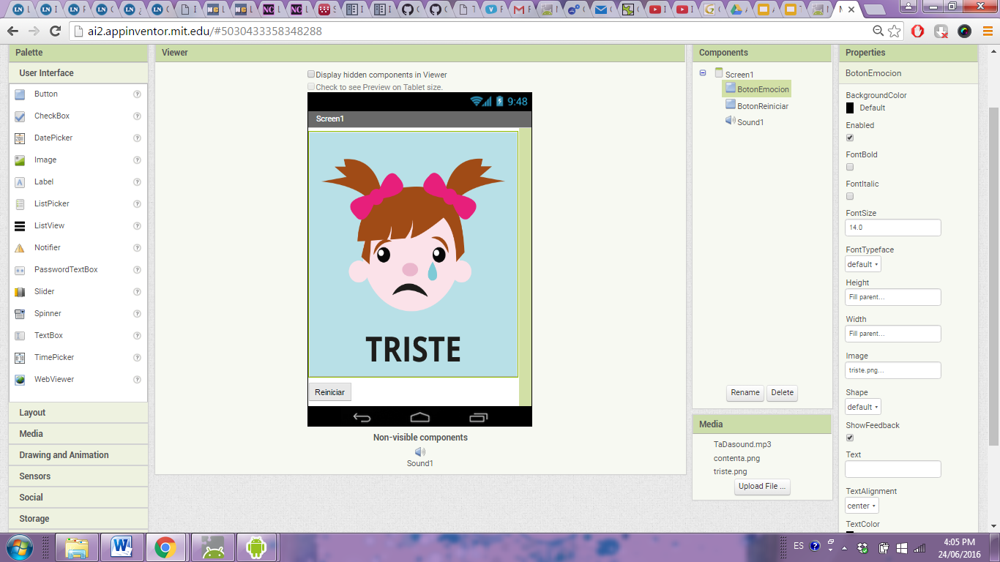 ai2.appinventor.mit.edu/#5030433358348288
Palette
User Interface
Button
CheckBox
DatePicker
Image
Label
ListPicker
ListView
Notifier
PasswordTextBox
Slider
Spinner
TextBox
TimePicker
WebViewer
Layout
Media
Drawing and Animation
Sensors
Social
Storage
Viewer
Display hidden components in Viewer
Check to see Preview on Tablet size.
9:48
Screen1
TRISTE
Reiniciar
Non-visible components
Sound1
Components
Screen1
BotonEmocion
BotonReiniciar
Sound1
Rename Delete
Media
TaDasound.mp3
contenta.png
triste.png
Upload File ...
Properties
BotonEmocion
BackgroundColor
Default
Enabled
FontBold
FontItalic
FontSize
14.0
FontTypeface
default
Height
Fill parent...
Width
Fill parent...
Image
triste.png...
Shape
default
ShowFeedback
Text
TextAlignment
center
TextColor
ES
4:05 PM
24/06/2016